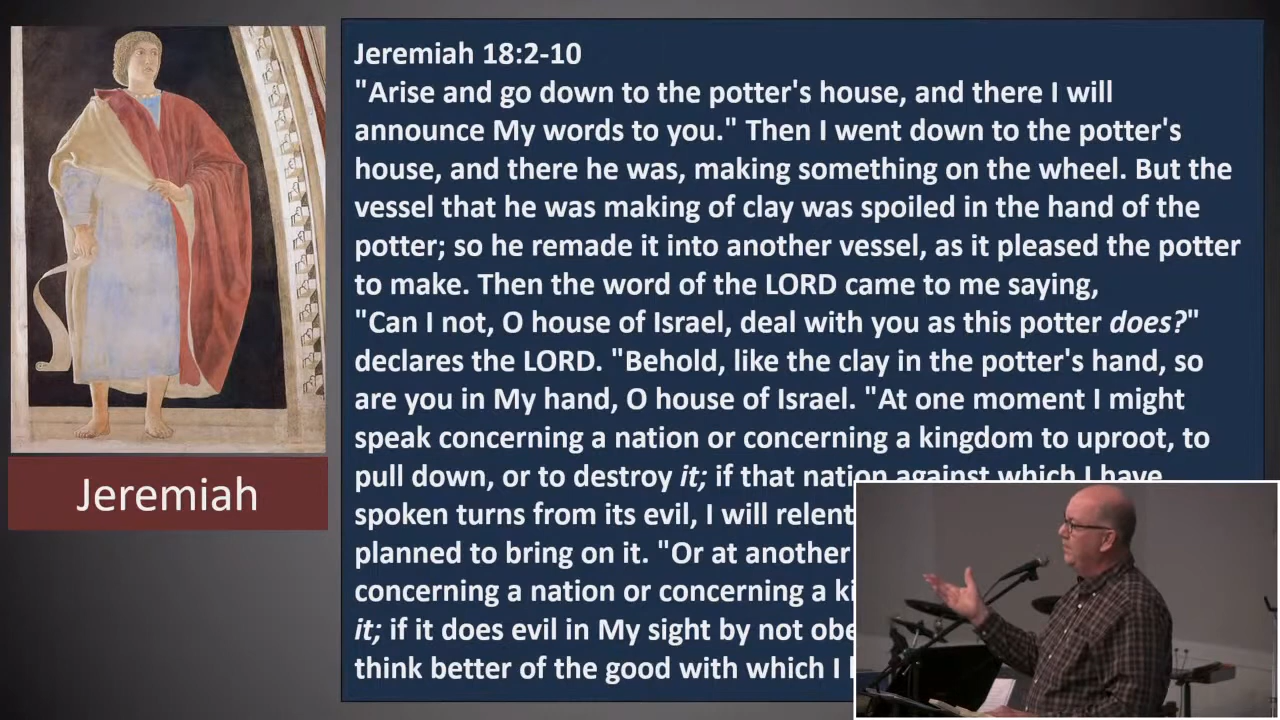 Jeremiah 18:2-10
"Arise and go down to the potter's house, and there I will
announce My words to you." Then I went down to the potter's
house, and there he was, making something on the wheel. But the
vessel that he was making of clay was spoiled in the hand of the
potter; so he remade it into another vessel, as it pleased the potter
to make. Then the word of the LORD came to me saying,
"Can I not, O house of Israel, deal with you as this potter does?"
declares the LORD. "Behold, like the clay in the potter's hand, so
are you in My hand, O house of Israel. "At one moment I might
speak concerning a nation or concerning a kingdom to uproot, to
pull down, or to destroy it; if that nation against which I have
spoken turns from its evil, I will relent
planned to bring on it. "Or at another
concerning a nation or concerning a
it; if it does evil in My sight by not
think better of the good with which I
Jeremiah